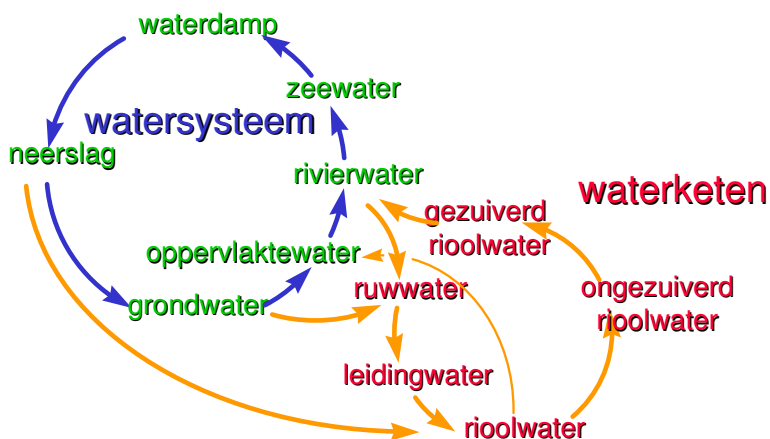 waterdamp
zeewater
watersysteem
neerslag
rivierwater
waterketen
gezuiverd
rioolwater
oppervlaktewater
ruwwater
ongezuiverd
rioolwater
grondwater
leidingwater
rioolwater